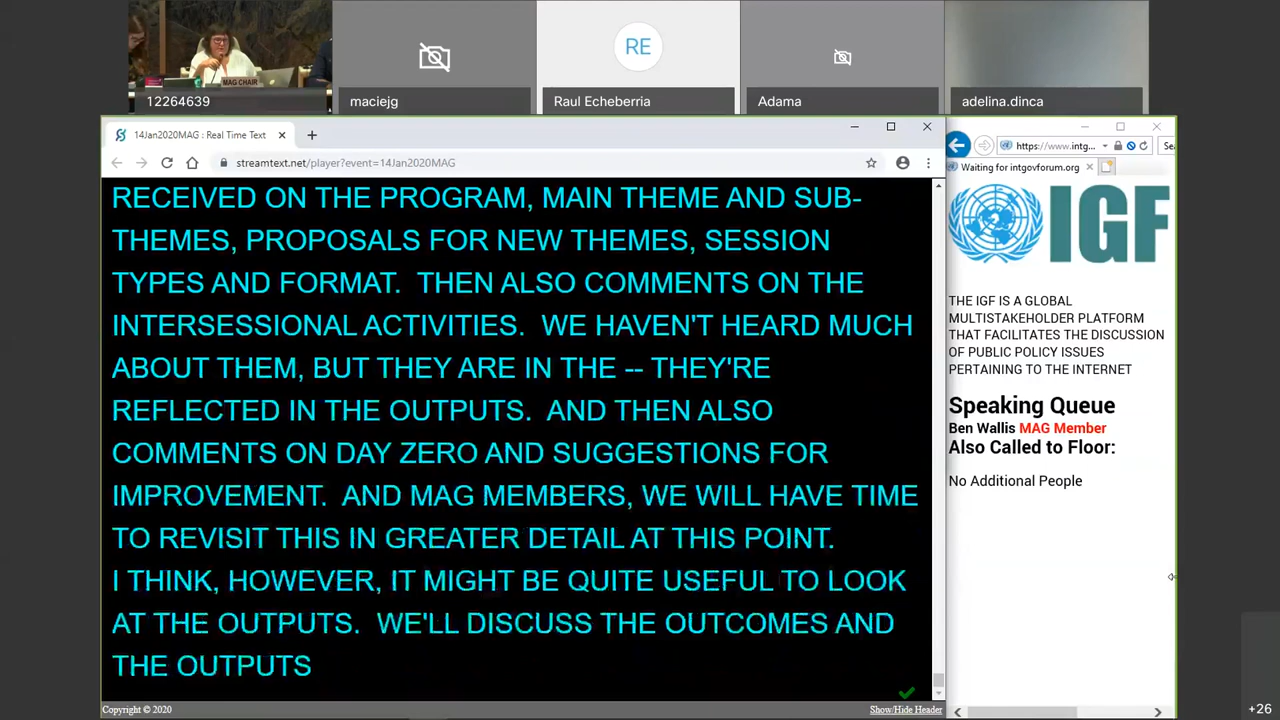 MAG CHAIR
12264639
maciejg
RE
Raul Echeberria
Adama
adelina.dinca
14Jan2020MAG : Real Time Text
streamtext.net/player?event=14Jan2020MAG
RECEIVED ON THE PROGRAM, MAIN THEME AND SUB-
THEMES, PROPOSALS FOR NEW THEMES, SESSION
TYPES AND FORMAT.  THEN ALSO COMMENTS ON THE
INTERSESSIONAL ACTIVITIES.  WE HAVEN'T HEARD MUCH
ABOUT THEM, BUT THEY ARE IN THE -- THEY'RE
REFLECTED IN THE OUTPUTS.  AND THEN ALSO
COMMENTS ON DAY ZERO AND SUGGESTIONS FOR
IMPROVEMENT.  AND MAG MEMBERS, WE WILL HAVE TIME
TO REVISIT THIS IN GREATER DETAIL AT THIS POINT.
I THINK, HOWEVER, IT MIGHT BE QUITE USEFUL TO LOOK
AT THE OUTPUTS.  WE'LL DISCUSS THE OUTCOMES AND
THE OUTPUTS
Copyright © 2020
Show/Hide Header
https://www.intg...
Sea
Waiting for intgovforum.org
IGF
THE IGF IS A GLOBAL
MULTISTAKEHOLDER PLATFORM
THAT FACILITATES THE DISCUSSION
OF PUBLIC POLICY ISSUES
PERTAINING TO THE INTERNET
Speaking Queue
Ben Wallis MAG Member
Also Called to Floor:
No Additional People
+26